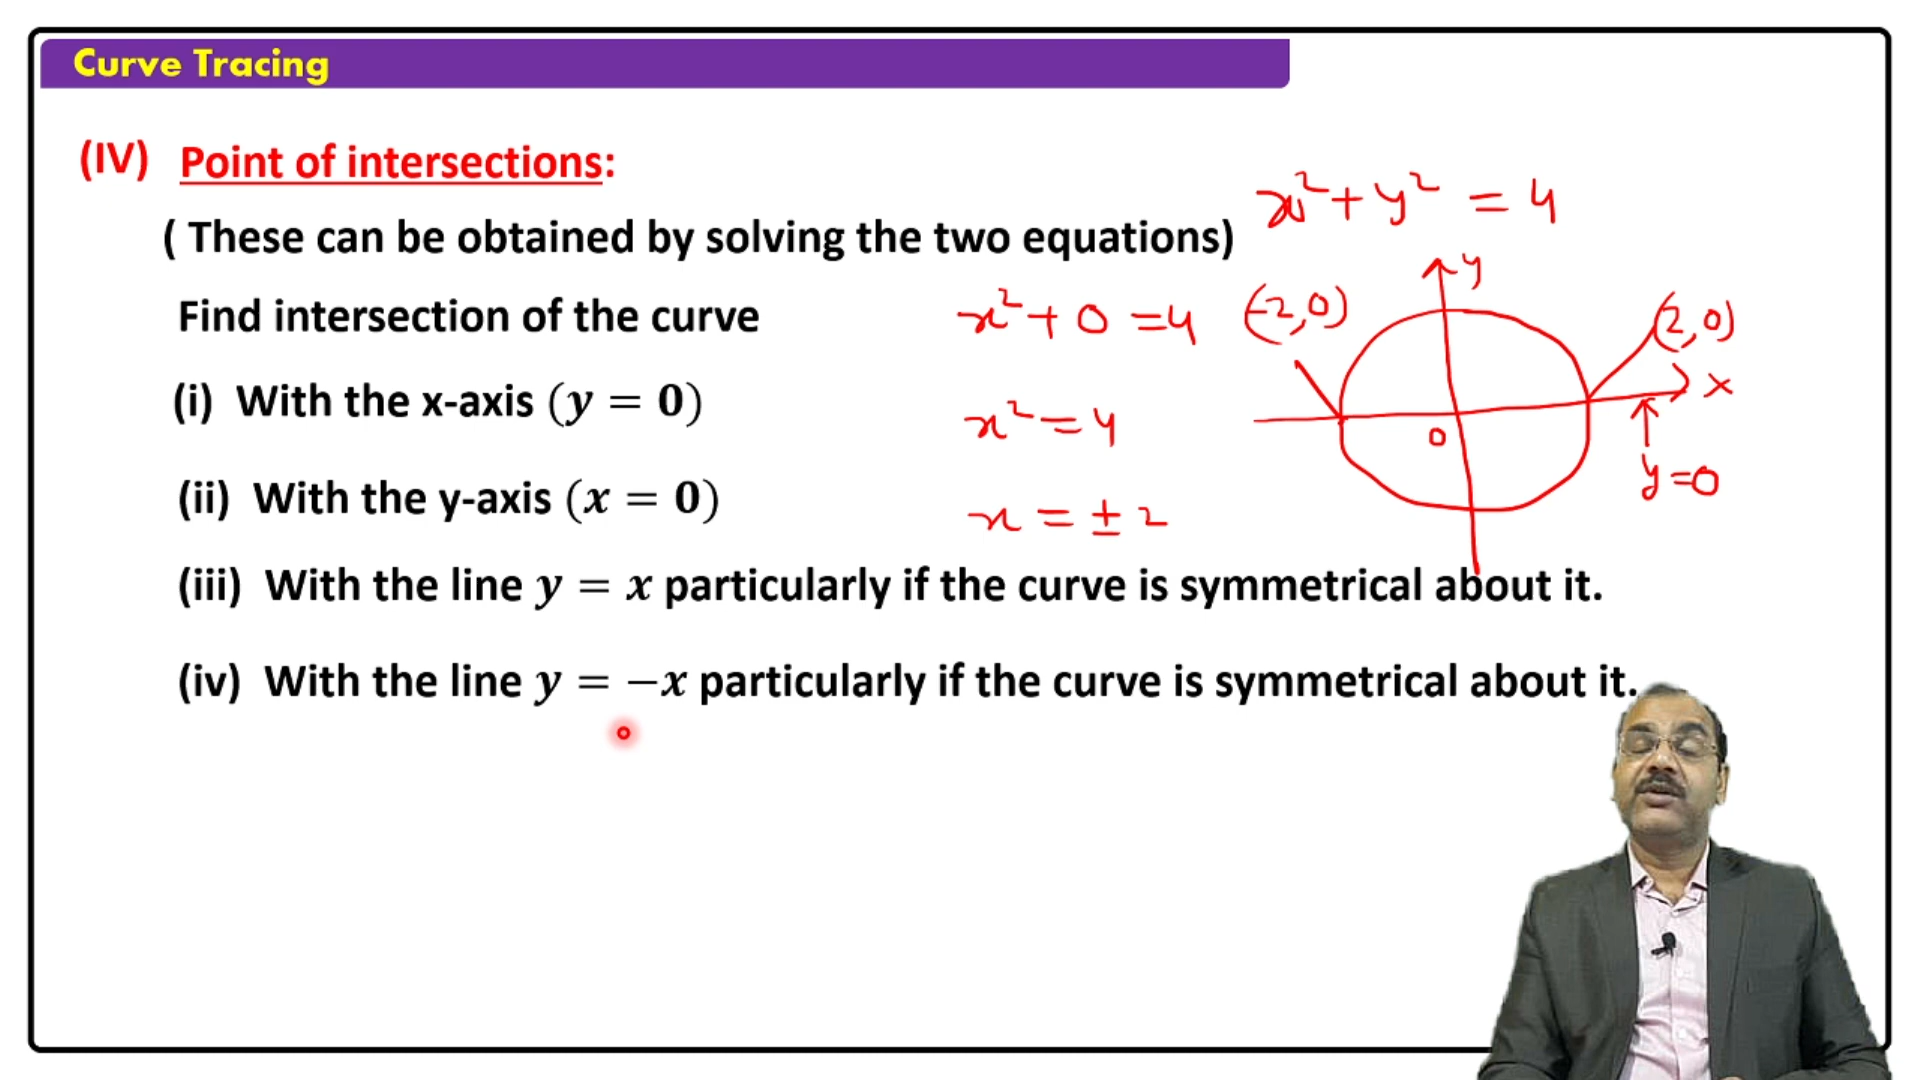 Curve Tracing
(IV) Point of intersections:
x² + y² = 4
( These can be obtained by solving the two equations)
y
Find intersection of the curve
x² + 0 = 4
(-2,0)
(2,0)
x
(i) With the x-axis (y = 0)
x² = 4
0
y=0
(ii) With the y-axis (x = 0)
x = ± 2
(iii) With the line y = x particularly if the curve is symmetrical about it.
(iv) With the line y = −x particularly if the curve is symmetrical about it.